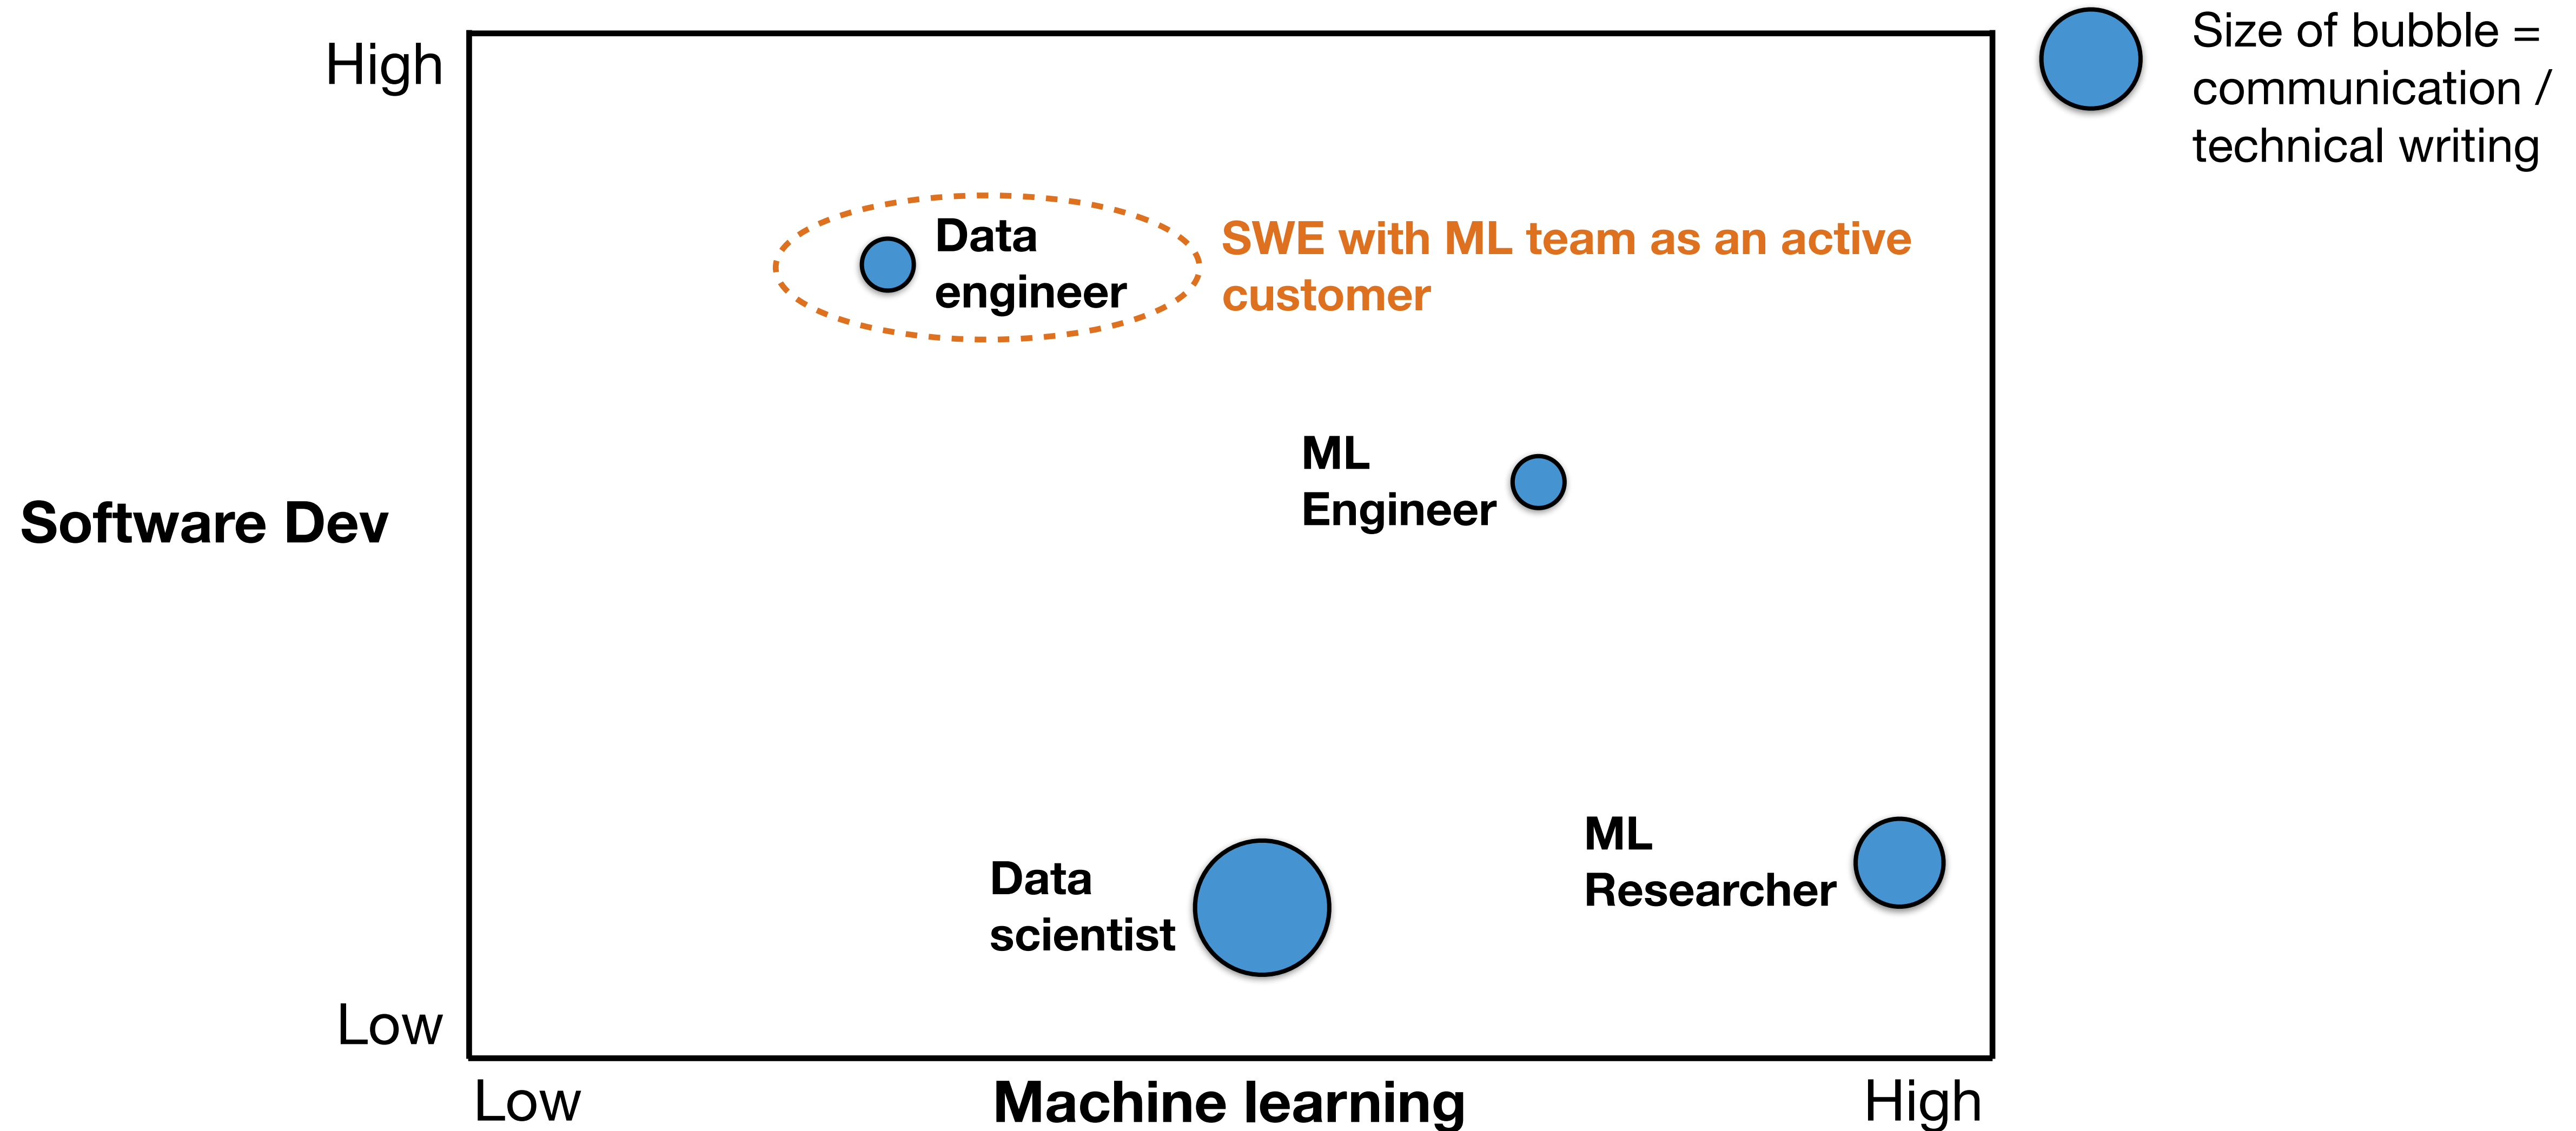 High
Size of bubble =
communication /
technical writing
Data
engineer
SWE with ML team as an active
customer
ML
Engineer
Software Dev
ML
Researcher
Data
scientist
Low
Low
Machine learning
High